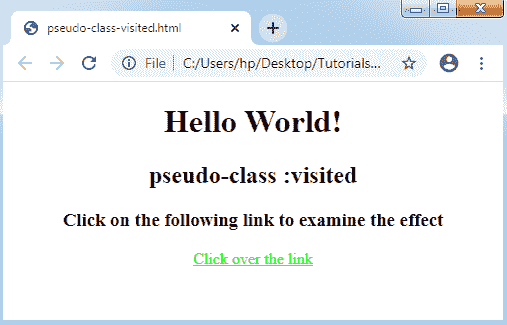 pseudo-class-visited.html
File | C:/Users/hp/Desktop/Tutorials...
Hello World!
pseudo-class :visited
Click on the following link to examine the effect
Click over the link